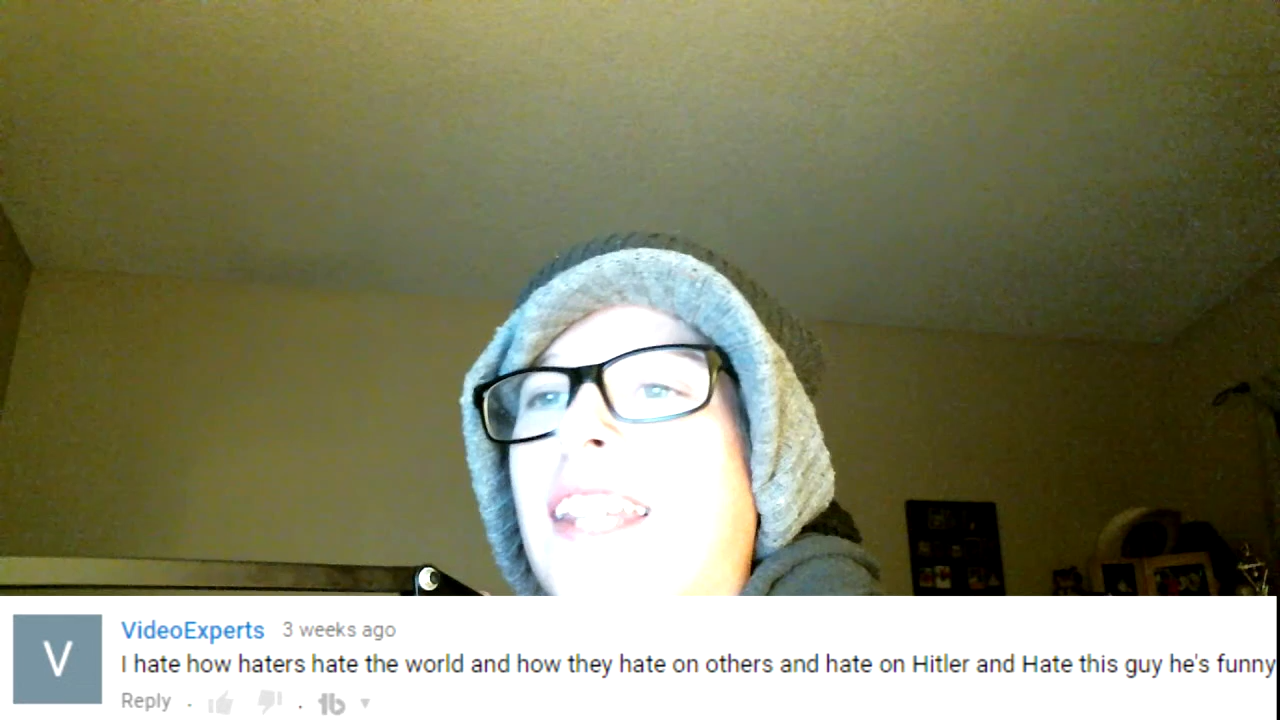 V
VideoExperts 3 weeks ago
I hate how haters hate the world and how they hate on others and hate on Hitler and Hate this guy he's funny
Reply